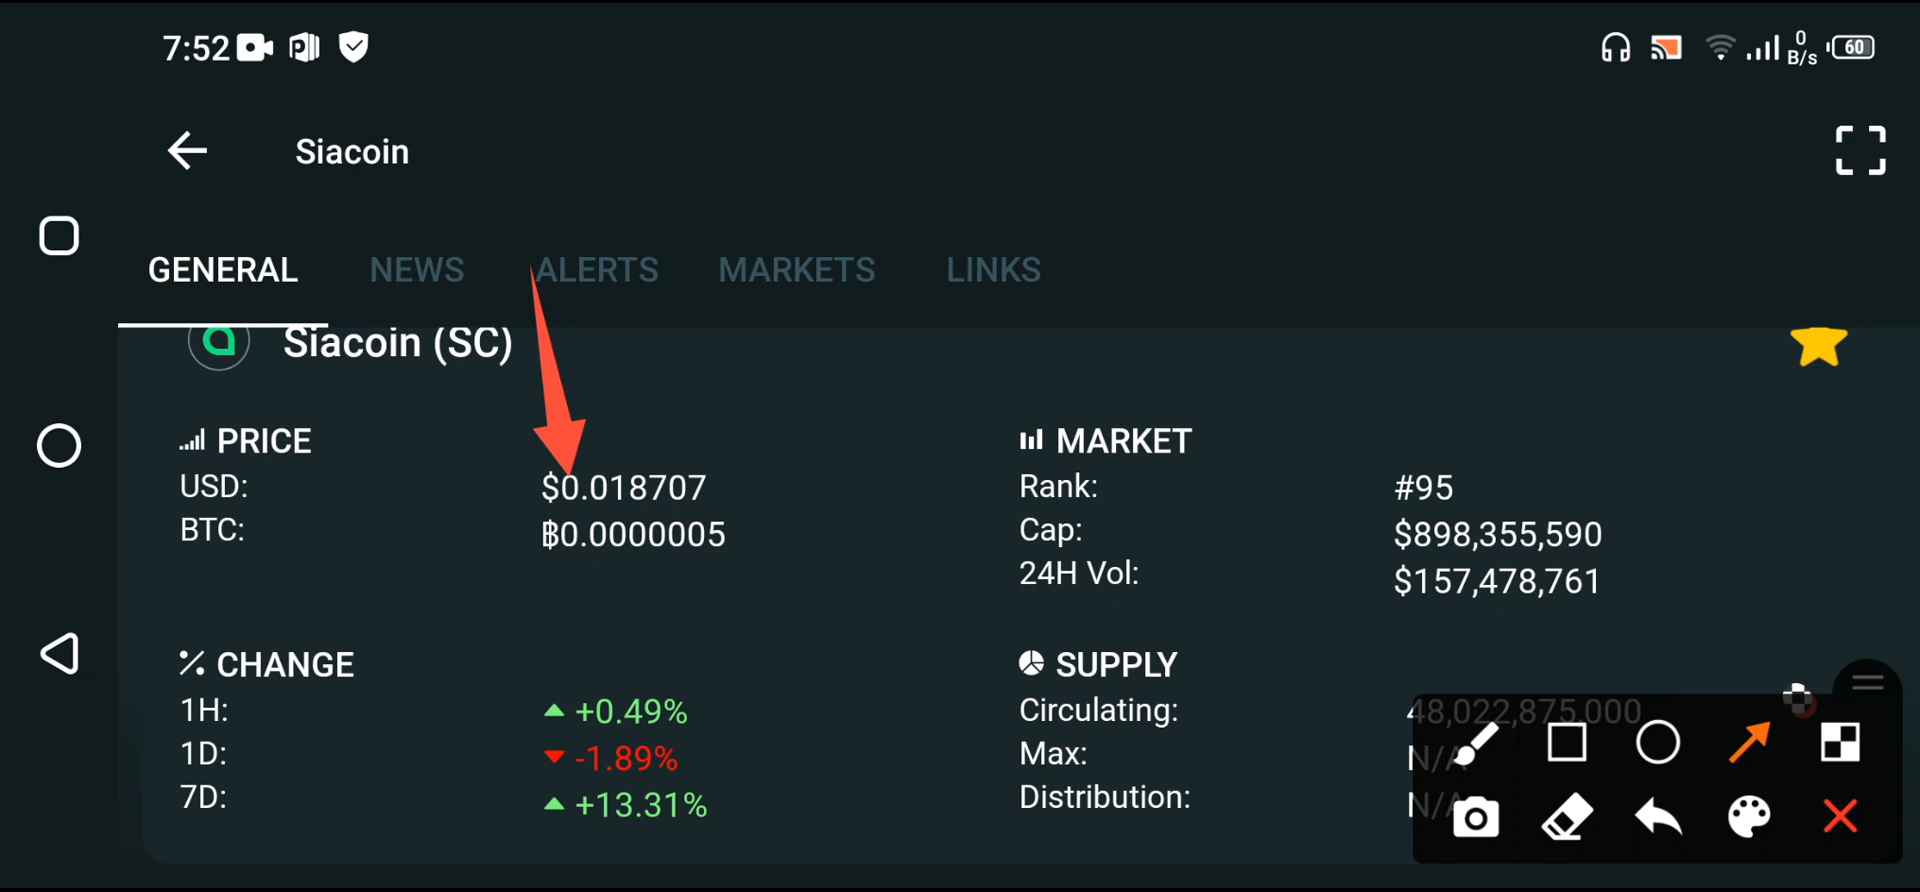 7:52
0 B/s 60
Siacoin
GENERAL NEWS ALERTS MARKETS LINKS
Siacoin (SC)
PRICE
USD: $0.018707
BTC: ₿0.0000005
MARKET
Rank: #95
Cap: $898,355,590
24H Vol: $157,478,761
CHANGE
1H: +0.49%
1D: -1.89%
7D: +13.31%
SUPPLY
Circulating: 48,022,875,000
Max: N/A
Distribution: N/A